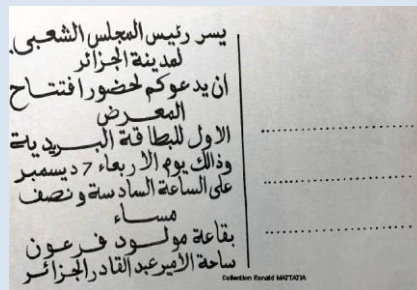 يسر رئيس المجلس الشعبي
لمدينة الجزائر
ان يدعوكم لحضور افتتاح
المعرض
الاول للبطاقة البريدية
وذالك يوم الاربعاء 7 ديسمبر
على الساعة السادسة ونصف
مساء
بقاعة مولود فرعون
ساحة الامير عبد القادر الجزائر
Collection Ronald MATTATIA